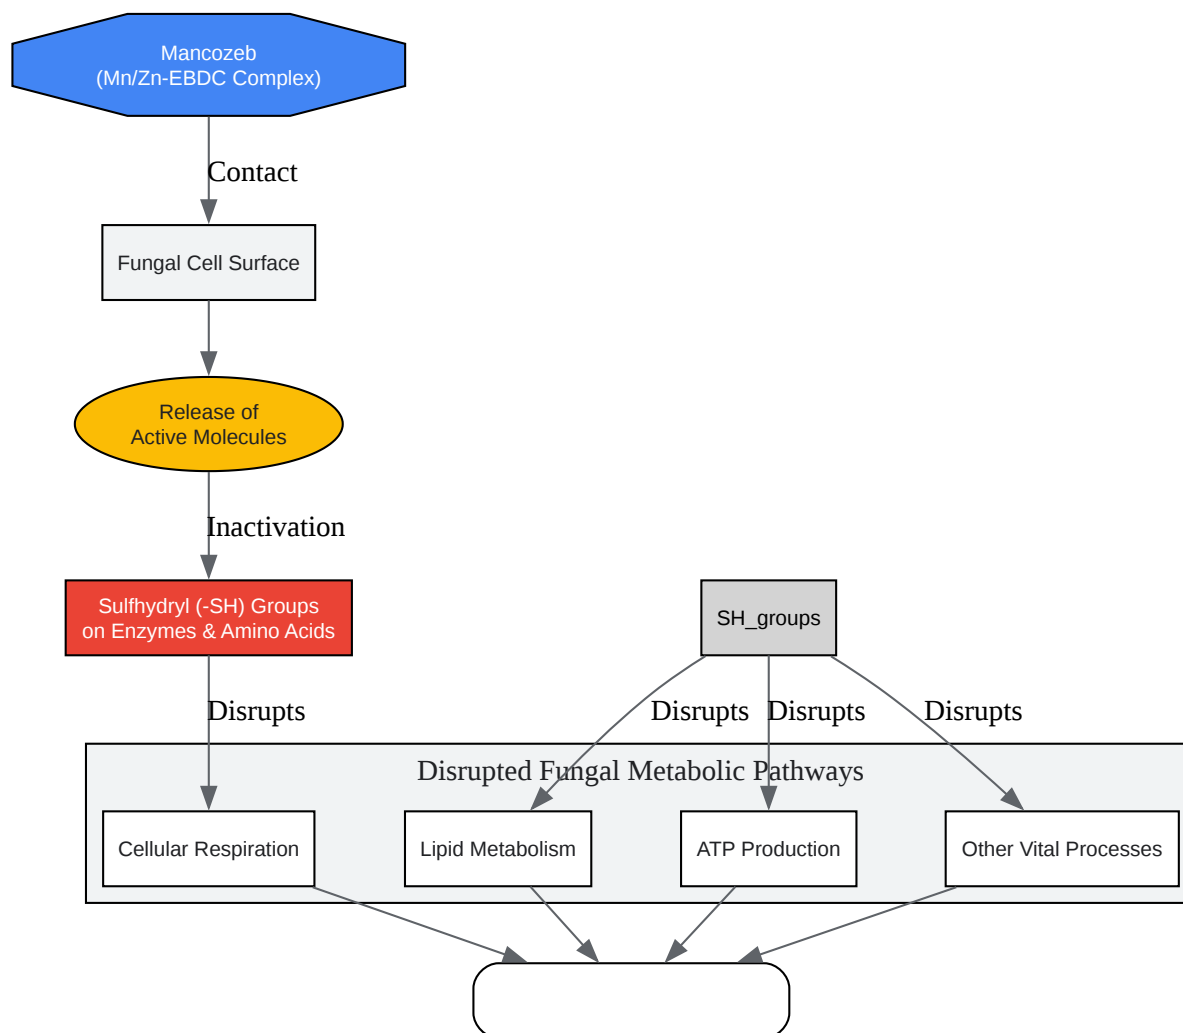 Mancozeb
(Mn/Zn-EBDC Complex)
Contact
Fungal Cell Surface
Release of
Active Molecules
Inactivation
Sulfhydryl (-SH) Groups
on Enzymes & Amino Acids
SH_groups
Disrupts
Disrupts
Disrupts
Disrupts
Disrupted Fungal Metabolic Pathways
Cellular Respiration
Lipid Metabolism
ATP Production
Other Vital Processes